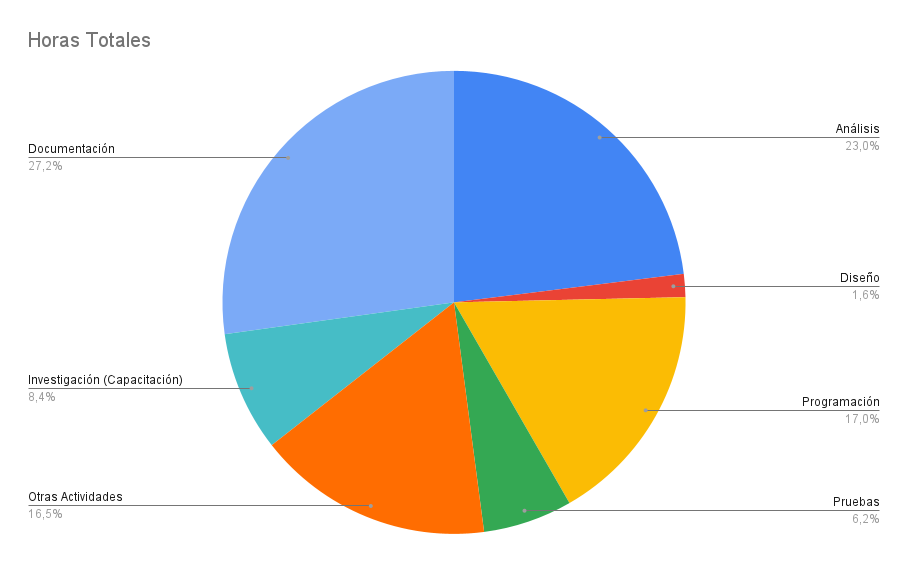 Horas Totales
Análisis
23,0%
Documentación
27,2%
Diseño
1,6%
Investigación (Capacitación)
8,4%
Programación
17,0%
Otras Actividades
16,5%
Pruebas
6,2%